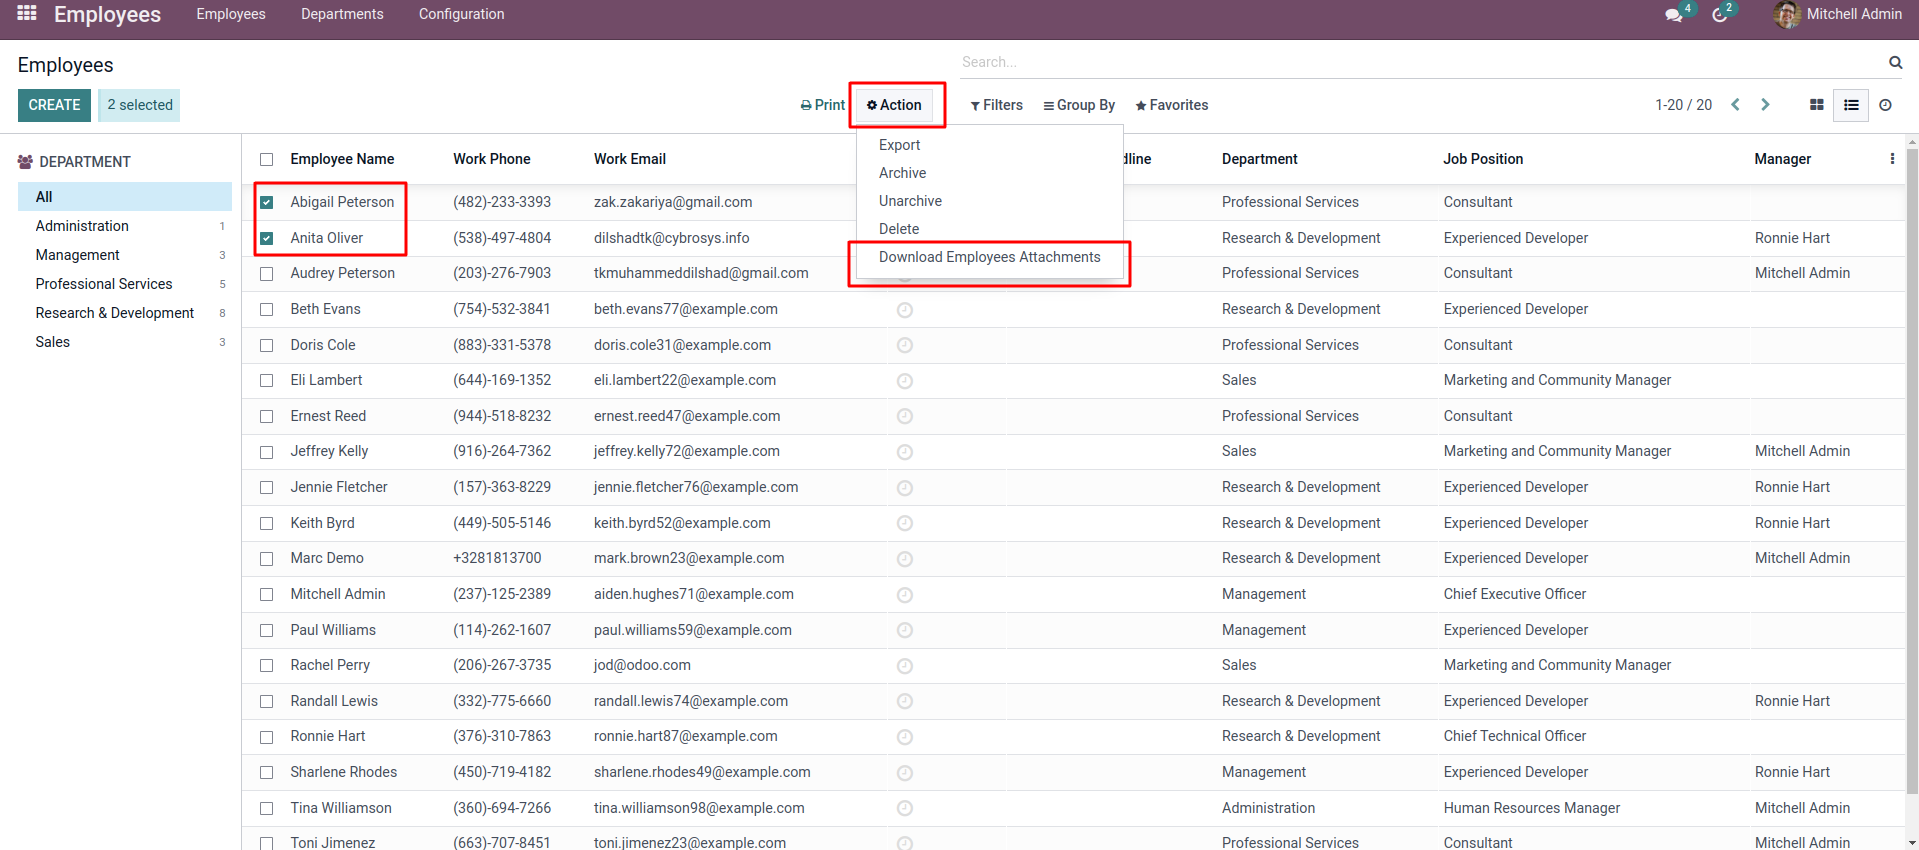 Employees Employees Departments Configuration 4 2 Mitchell Admin
Employees Search...
CREATE 2 selected Print Action Filters Group By Favorites 1-20 / 20
Export
Archive
Unarchive
Delete
Download Employees Attachments
DEPARTMENT
All
Administration 1
Management 3
Professional Services 5
Research & Development 8
Sales 3
Employee Name Work Phone Work Email dline Department Job Position Manager
Abigail Peterson (482)-233-3393 zak.zakariya@gmail.com Professional Services Consultant
Anita Oliver (538)-497-4804 dilshadtk@cybrosys.info Research & Development Experienced Developer Ronnie Hart
Audrey Peterson (203)-276-7903 tkmuhammeddilshad@gmail.com Professional Services Consultant Mitchell Admin
Beth Evans (754)-532-3841 beth.evans77@example.com Research & Development Experienced Developer
Doris Cole (883)-331-5378 doris.cole31@example.com Professional Services Consultant
Eli Lambert (644)-169-1352 eli.lambert22@example.com Sales Marketing and Community Manager
Ernest Reed (944)-518-8232 ernest.reed47@example.com Professional Services Consultant
Jeffrey Kelly (916)-264-7362 jeffrey.kelly72@example.com Sales Marketing and Community Manager Mitchell Admin
Jennie Fletcher (157)-363-8229 jennie.fletcher76@example.com Research & Development Experienced Developer Ronnie Hart
Keith Byrd (449)-505-5146 keith.byrd52@example.com Research & Development Experienced Developer Ronnie Hart
Marc Demo +3281813700 mark.brown23@example.com Research & Development Experienced Developer Mitchell Admin
Mitchell Admin (237)-125-2389 aiden.hughes71@example.com Management Chief Executive Officer
Paul Williams (114)-262-1607 paul.williams59@example.com Management Experienced Developer
Rachel Perry (206)-267-3735 jod@odoo.com Sales Marketing and Community Manager
Randall Lewis (332)-775-6660 randall.lewis74@example.com Research & Development Experienced Developer Ronnie Hart
Ronnie Hart (376)-310-7863 ronnie.hart87@example.com Research & Development Chief Technical Officer
Sharlene Rhodes (450)-719-4182 sharlene.rhodes49@example.com Management Experienced Developer Ronnie Hart
Tina Williamson (360)-694-7266 tina.williamson98@example.com Administration Human Resources Manager Mitchell Admin
Toni Jimenez (663)-707-8451 toni.jimenez23@example.com Professional Services Consultant Mitchell Admin